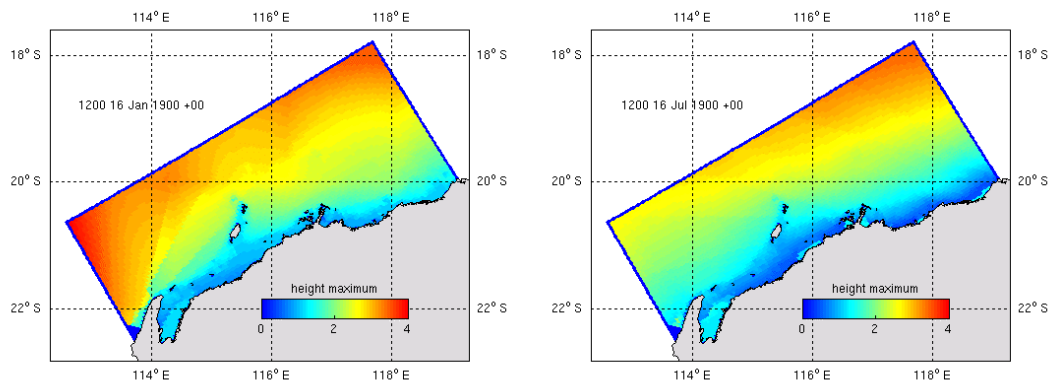 114° E 116° E 118° E 114° E 116° E 118° E
18° S 18° S 18° S 18° S
1200 16 Jan 1900 +00 1200 16 Jul 1900 +00
20° S 20° S 20° S 20° S
height maximum height maximum
22° S 22° S 22° S 22° S
0 2 4 0 2 4
114° E 116° E 118° E 114° E 116° E 118° E